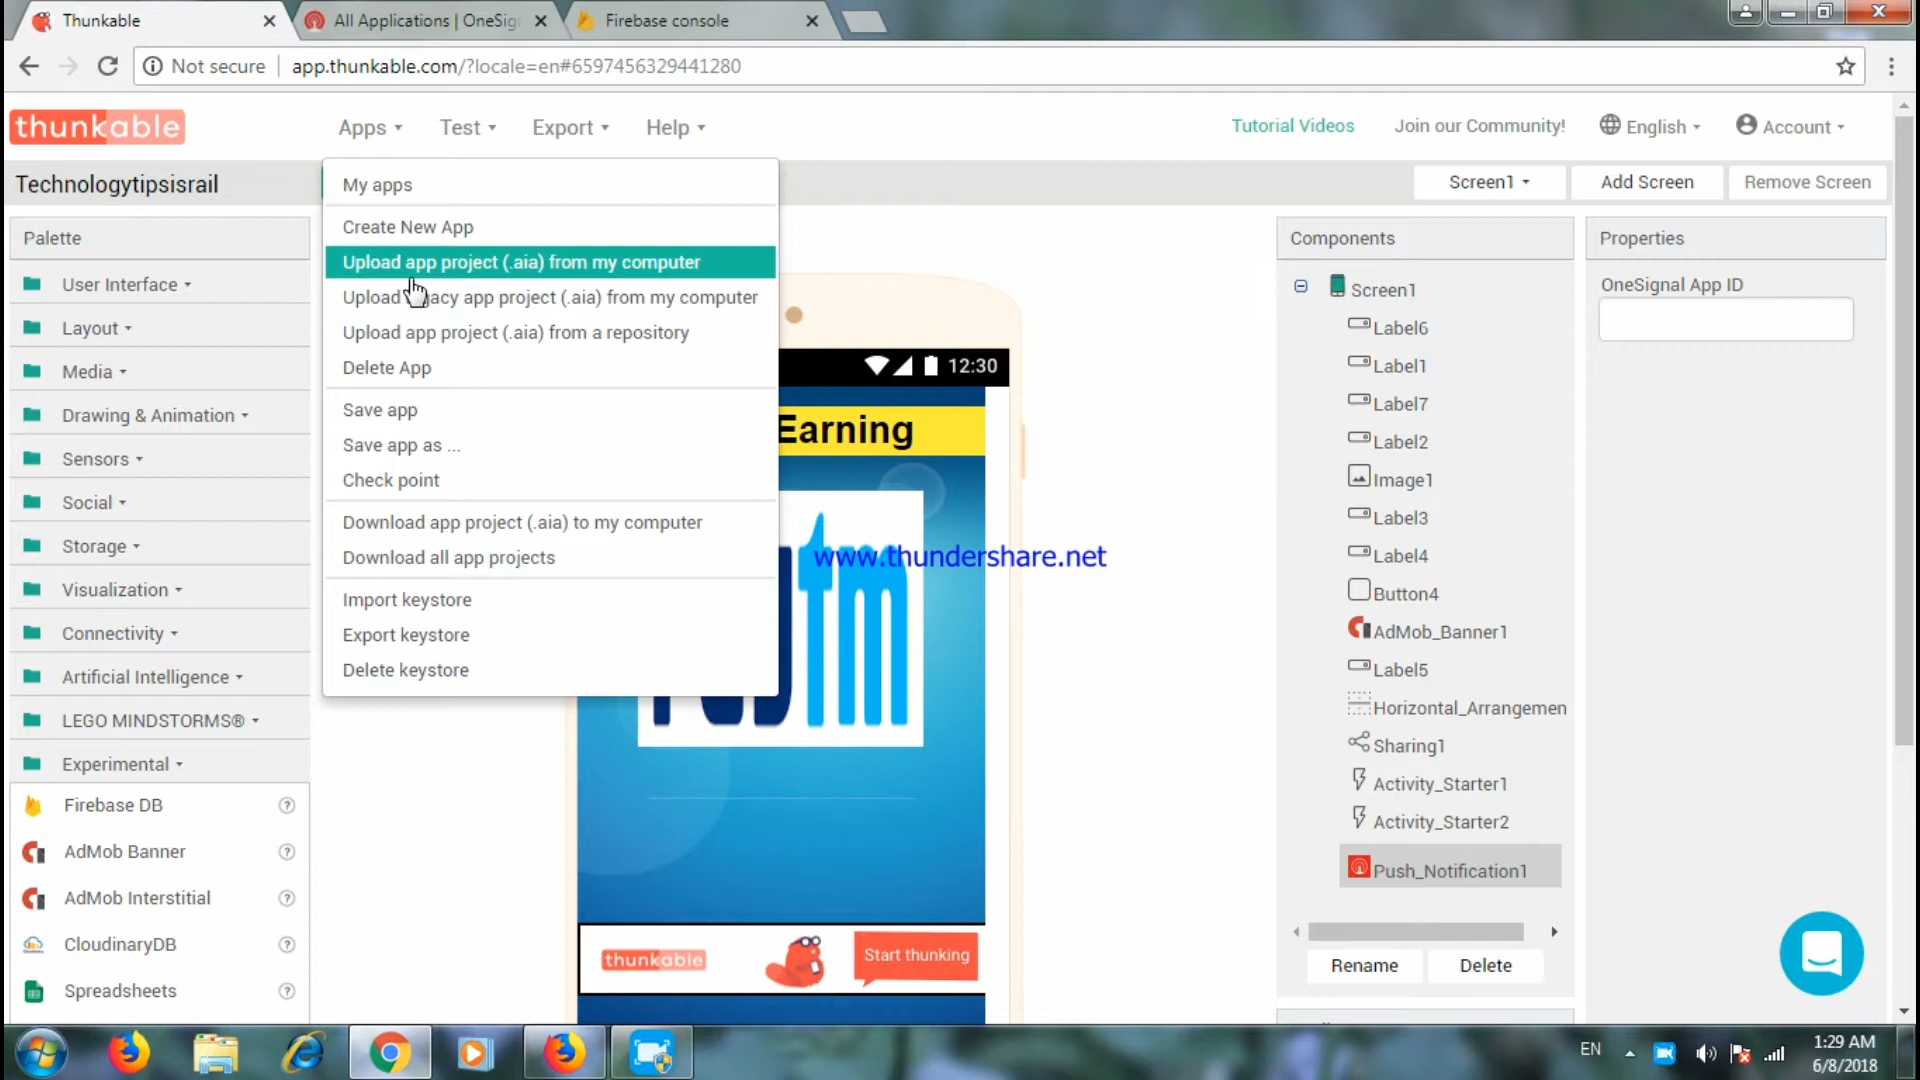 Thunkable
All Applications | OneSig
Firebase console
Not secure
app.thunkable.com/?locale=en#6597456329441280
thunkable
Apps
Test
Export
Help
Tutorial Videos
Join our Community!
English
Account
Technologytipsisrail
Screen1
Add Screen
Remove Screen
My apps
Create New App
Upload app project (.aia) from my computer
Upload acy app project (.aia) from my computer
Upload app project (.aia) from a repository
Delete App
Save app
Save app as ...
Check point
Download app project (.aia) to my computer
Download all app projects
Import keystore
Export keystore
Delete keystore
Palette
User Interface
Layout
Media
Drawing & Animation
Sensors
Social
Storage
Visualization
Connectivity
Artificial Intelligence
LEGO MINDSTORMS®
Experimental
Firebase DB
AdMob Banner
AdMob Interstitial
CloudinaryDB
Spreadsheets
12:30
Earning
www.thundershare.net
thunkable
Start thunking
Components
Screen1
Label6
Label1
Label7
Label2
Image1
Label3
Label4
Button4
AdMob_Banner1
Label5
Horizontal_Arrangemen
Sharing1
Activity_Starter1
Activity_Starter2
Push_Notification1
Rename
Delete
Properties
OneSignal App ID
EN
1:29 AM
6/8/2018